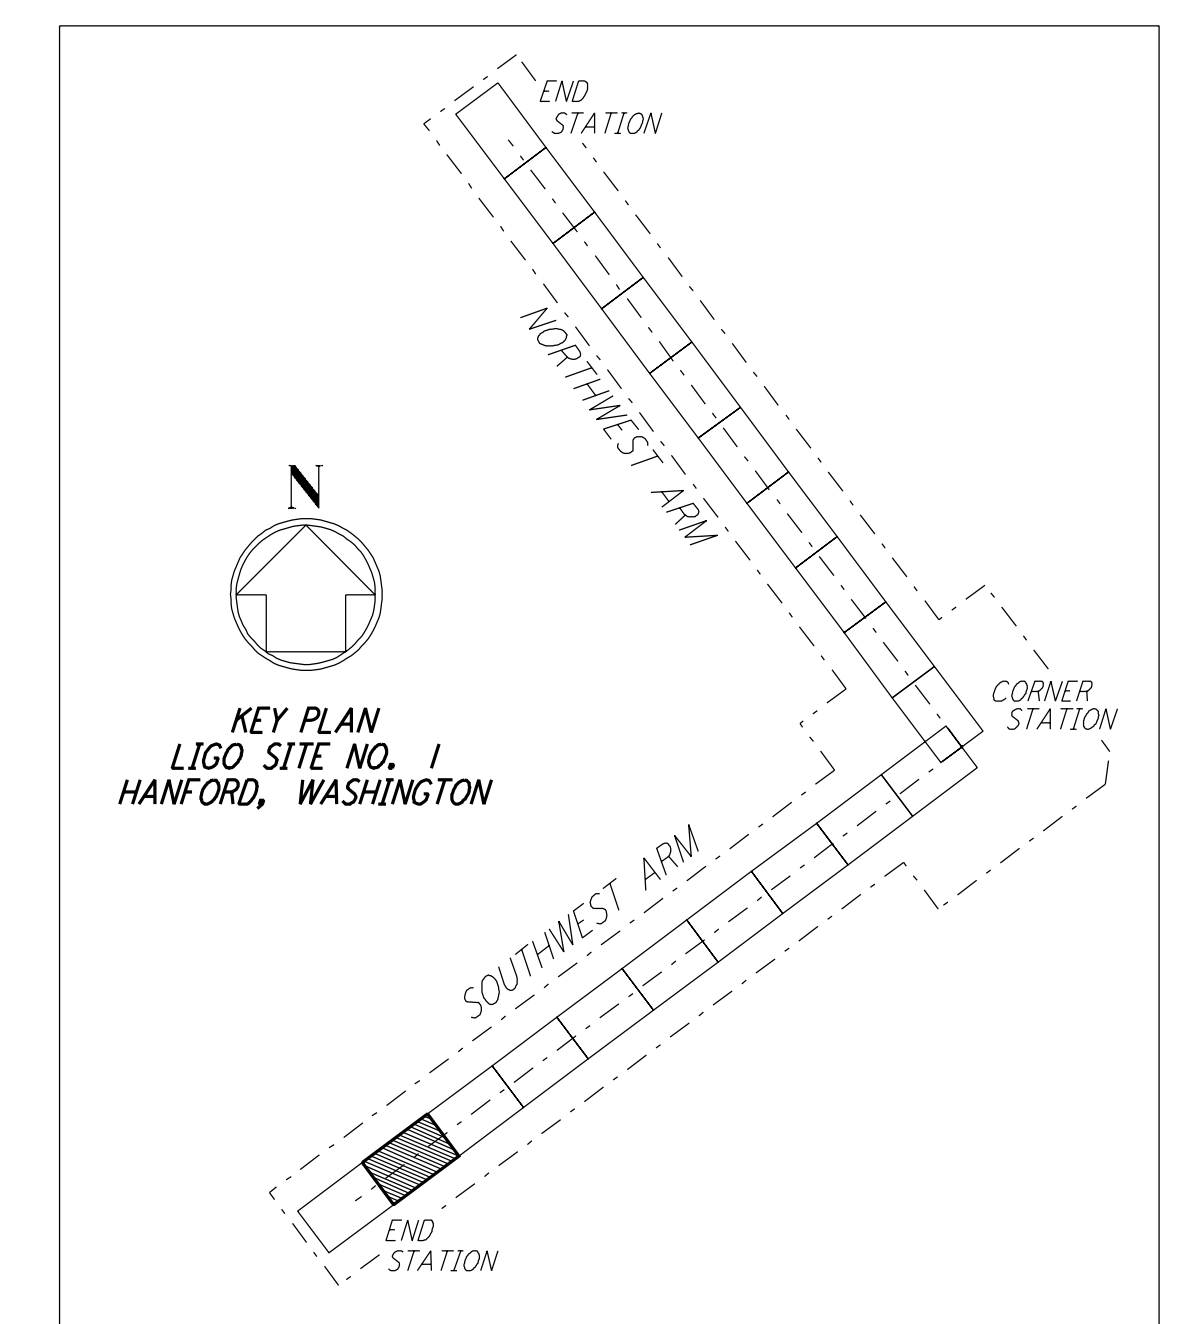 END
STATION
NORTHWEST ARM
N
KEY PLAN
LIGO SITE NO. 1
HANFORD, WASHINGTON
CORNER
STATION
SOUTHWEST ARM
END
STATION